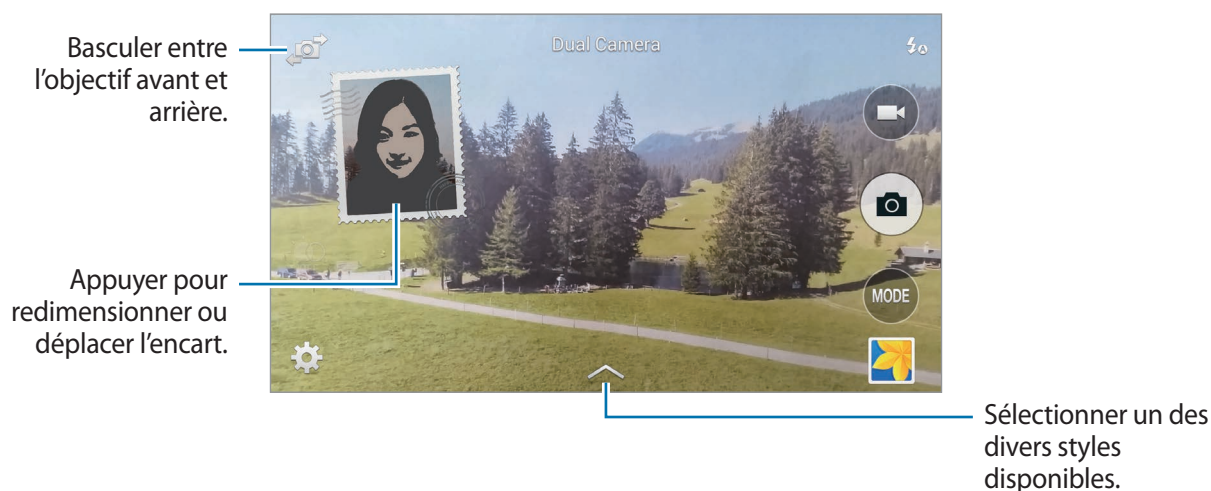 Basculer entre
l’objectif avant et
arrière.
Dual Camera
Appuyer pour
redimensionner ou
déplacer l’encart.
MODE
Sélectionner un des
divers styles
disponibles.